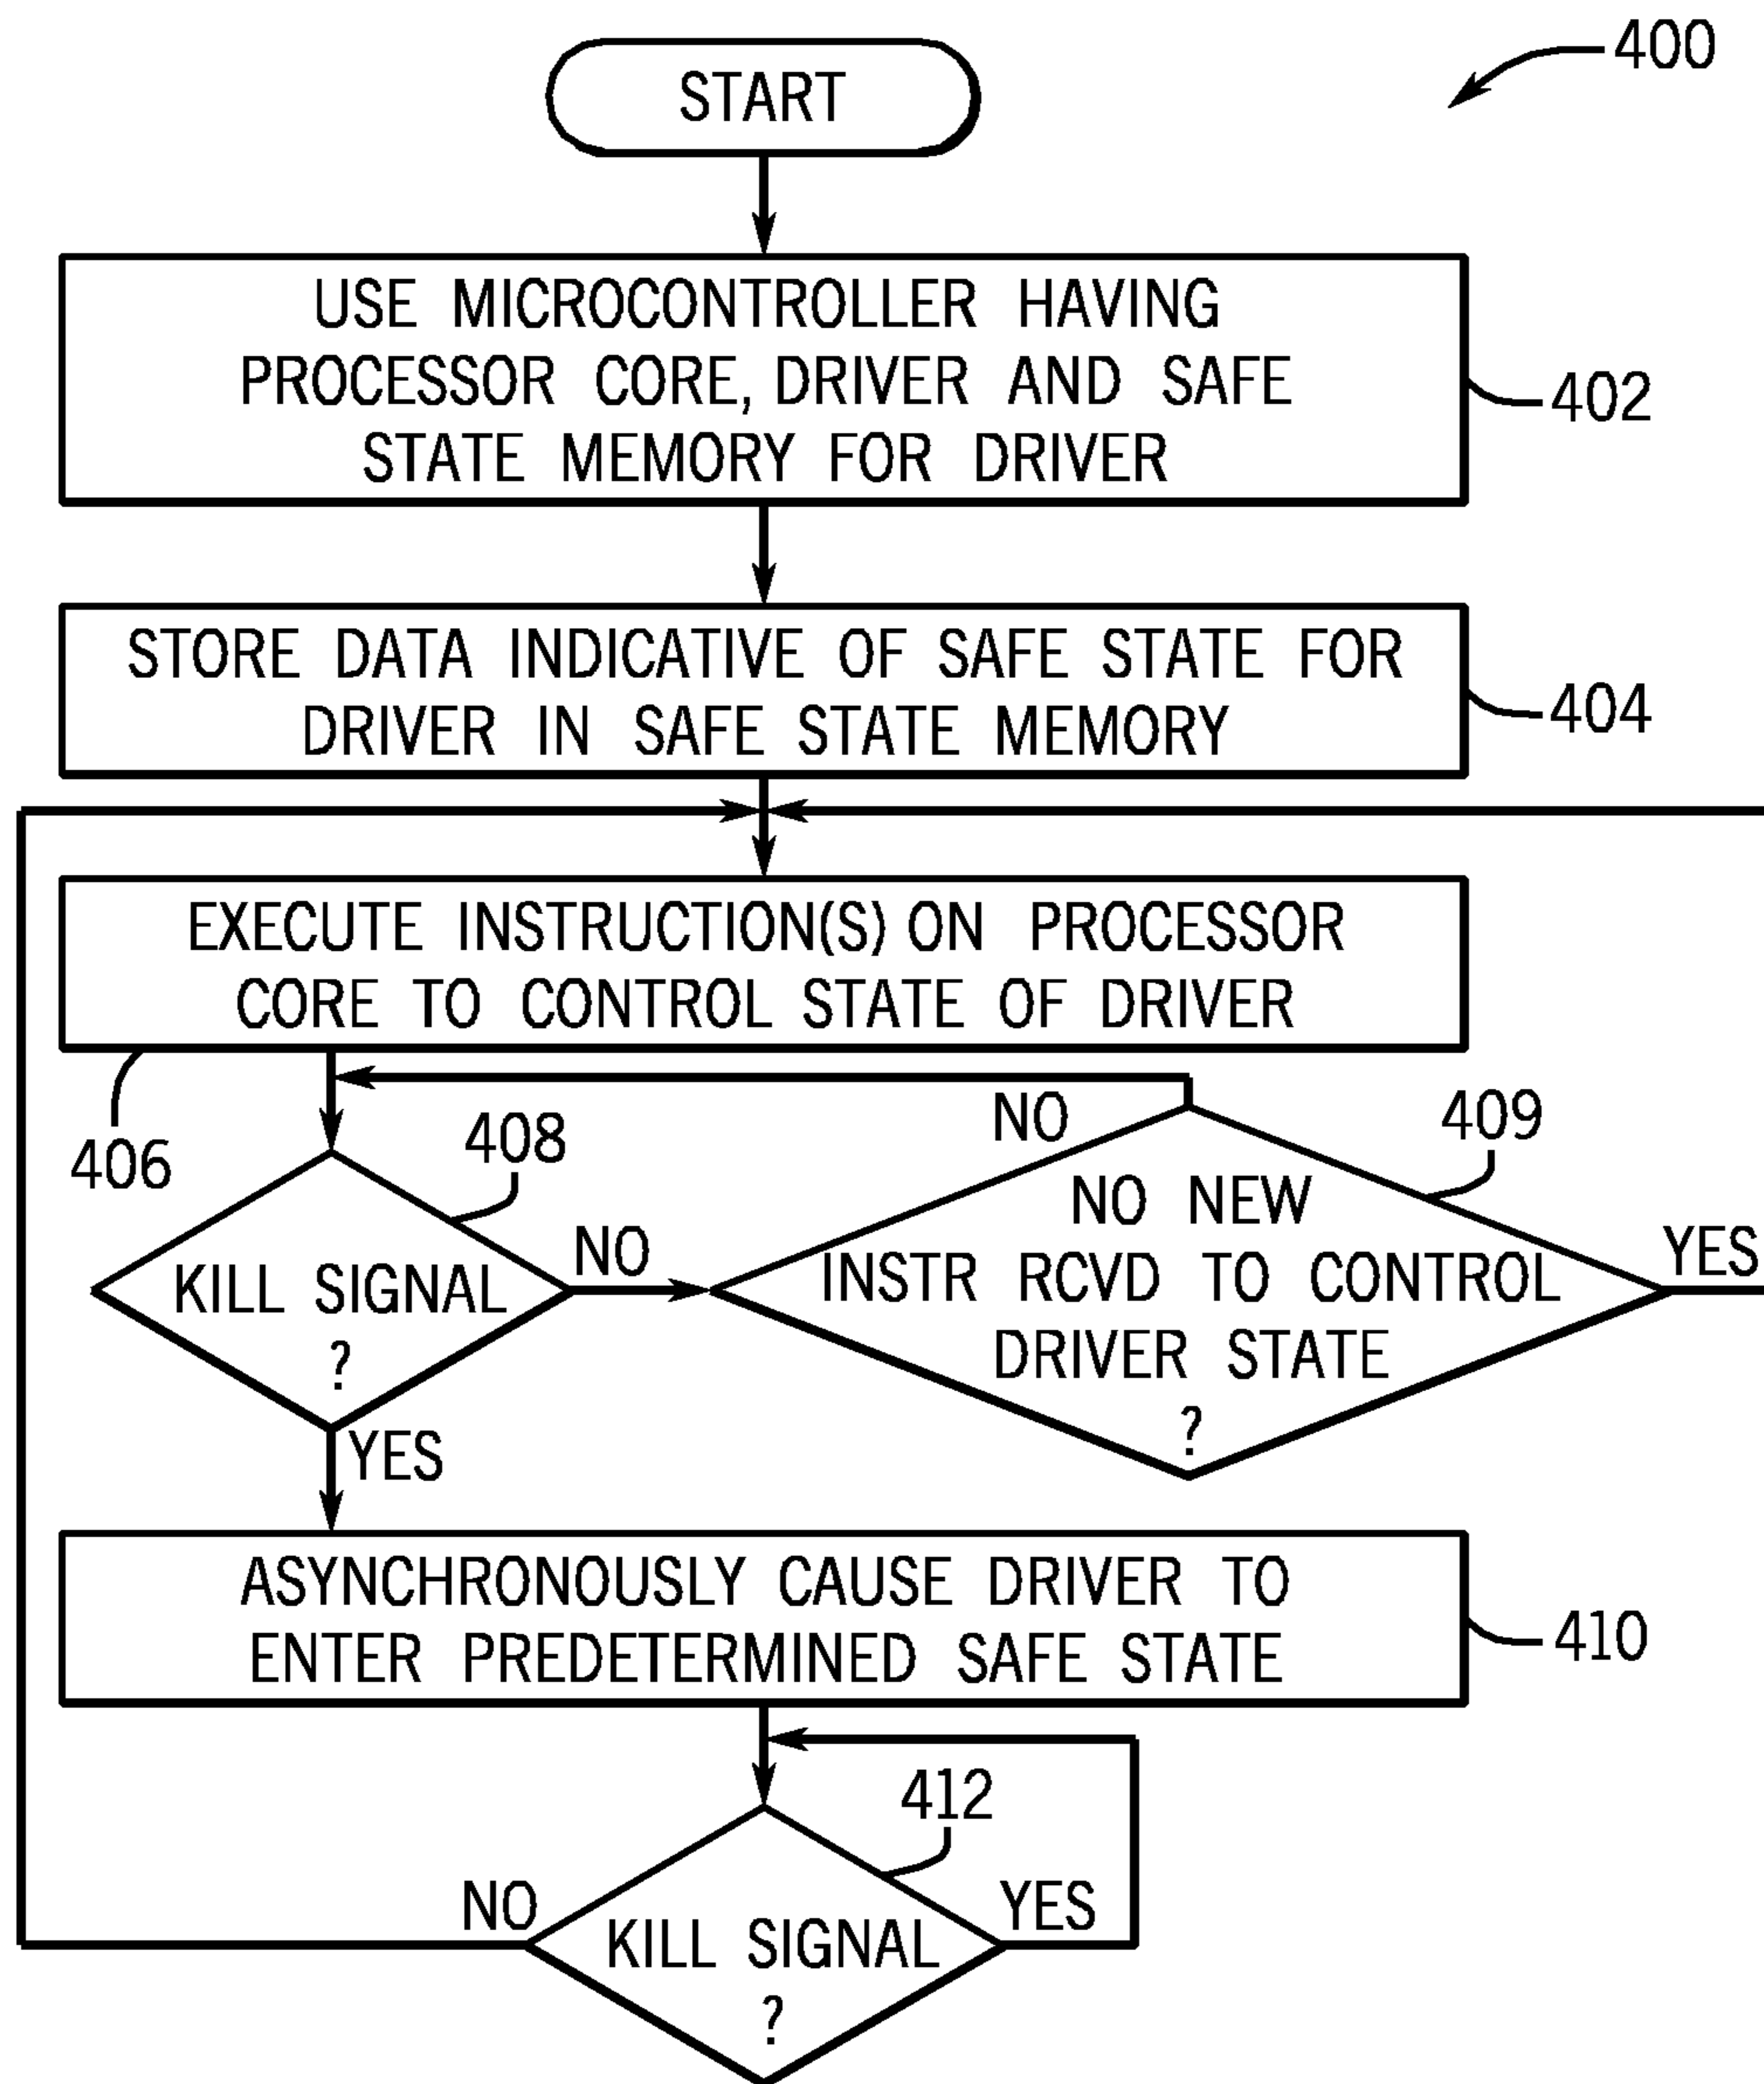 400
START
USE MICROCONTROLLER HAVING
PROCESSOR CORE, DRIVER AND SAFE
STATE MEMORY FOR DRIVER
402
STORE DATA INDICATIVE OF SAFE STATE FOR
DRIVER IN SAFE STATE MEMORY
404
EXECUTE INSTRUCTION(S) ON PROCESSOR
CORE TO CONTROL STATE OF DRIVER
406
408
KILL SIGNAL
?
NO
YES
409
NO
NO NEW
INSTR RCVD TO CONTROL
DRIVER STATE
?
YES
ASYNCHRONOUSLY CAUSE DRIVER TO
ENTER PREDETERMINED SAFE STATE
410
412
NO
KILL SIGNAL
?
YES